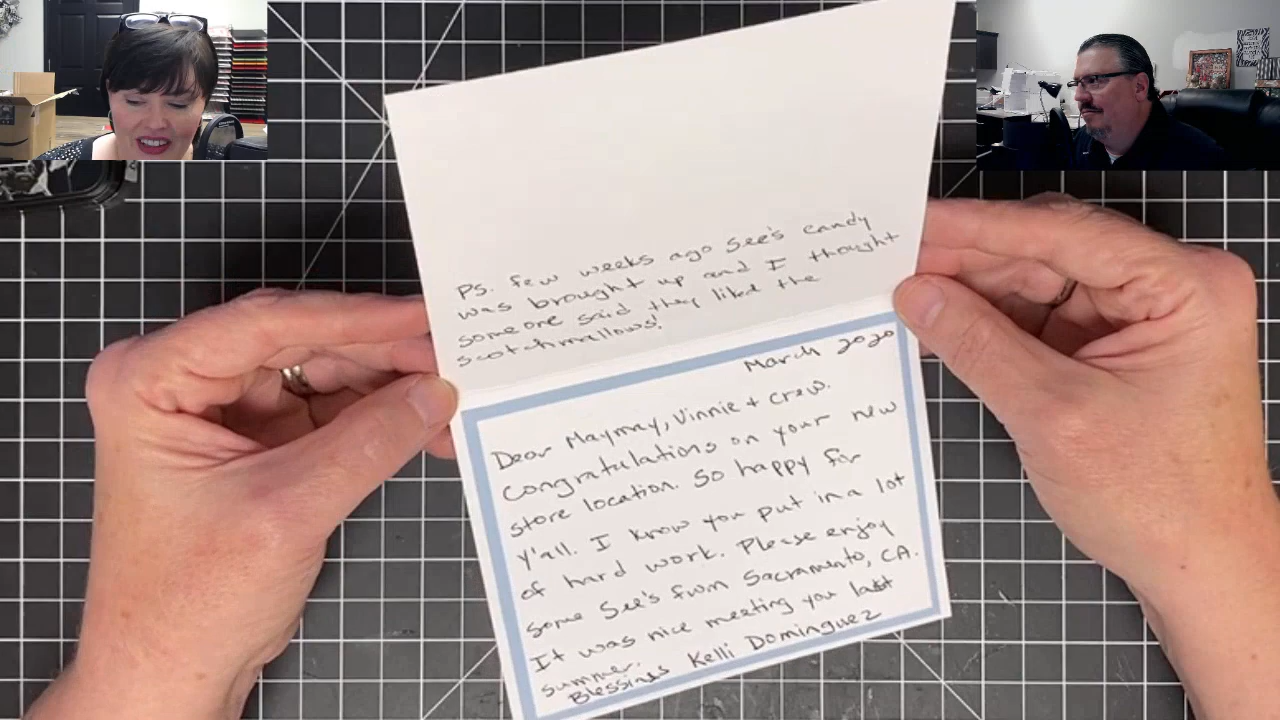 Ps. few weeks ago See's candy
was brought up and I thought
someone said they liked the
scotchmallows!
March 2020
Dear Maymay, Vinnie + crew.
Congratulations on your new
store location. So happy for
y'all. I know you put in a lot
of hard work. Please enjoy
some See's from Sacramento, CA.
It was nice meeting you last
summer.
Blessings Kelli Dominguez